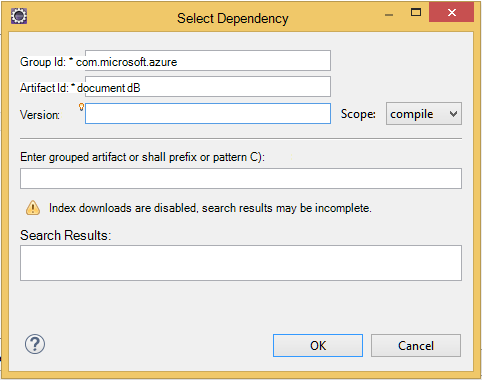 Select Dependency
Group Id: * com.microsoft.azure
Artifact Id: * document dB
Version: Scope: compile
Enter grouped artifact or shall prefix or pattern C):
Index downloads are disabled, search results may be incomplete.
Search Results:
? OK Cancel